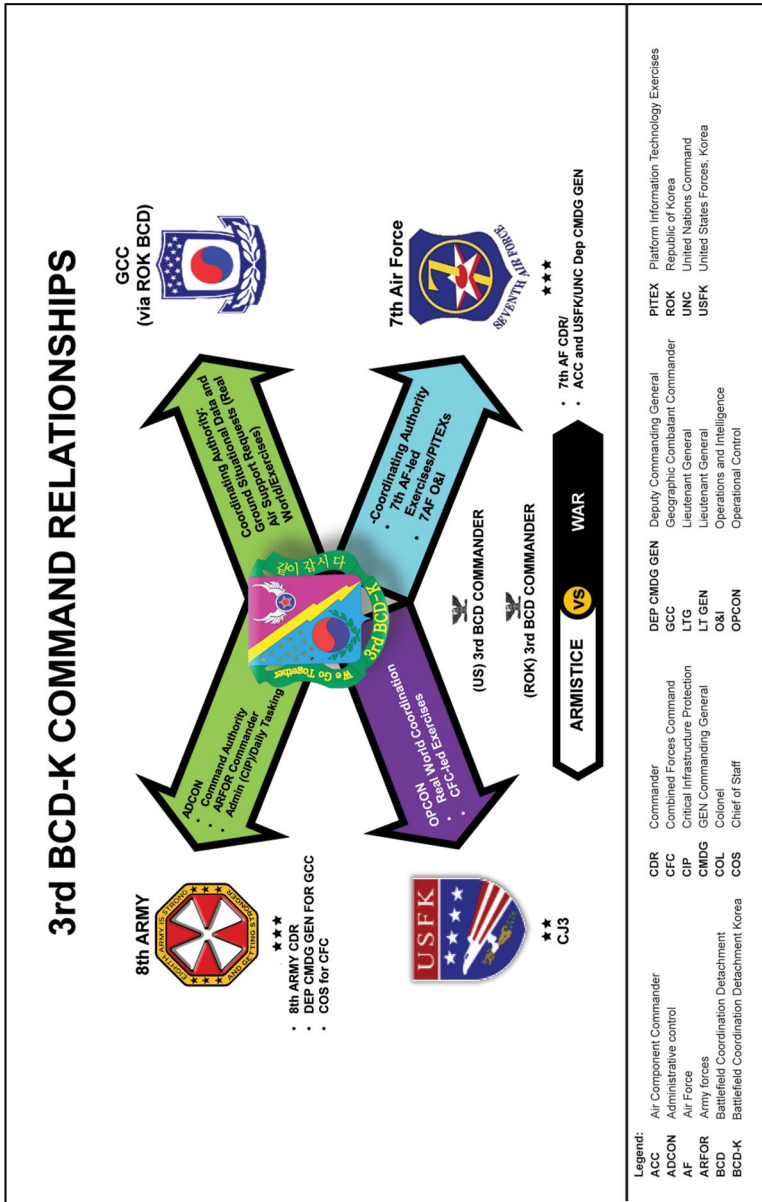 3rd BCD-K COMMAND RELATIONSHIPS
8th ARMY
EIGHTH ARMY IS STRONG
AND GETTING STRONGER
8th ARMY CDR
DEP CMDG GEN FOR GCC
COS for CFC
ADCON
• Command Authority
• ARFOR Commander
• Admin (CIP)/Daily Tasking
Coordinating Authority:
Ground Situational Data and
Ground Support Requests (Real
Air Support Requests (Real
World/Exercises)
GCC
(via ROK BCD)
We Go Together
같이 갑시다
3rd BCD-K
USFK
CJ3
OPCON
• Real World Coordination
• CFC-led Exercises
-Coordinating Authority
• 7th AF-led
Exercises/PITEXs
• 7AF O&I
7th Air Force
7
SEVENTH AIR FORCE
• 7th AF CDR/
ACC and USFK/UNC Dep CMDG GEN
(US) 3rd BCD COMMANDER
(ROK) 3rd BCD COMMANDER
ARMISTICE VS WAR
Legend:
ACC Air Component Commander
ADCON Administrative control
AF Air Force
ARFOR Army forces
BCD Battlefield Coordination Detachment
BCD-K Battlefield Coordination Detachment Korea
CDR Commander
CFC Combined Forces Command
CIP Critical Infrastructure Protection
CMDG GEN Commanding General
COL Colonel
COS Chief of Staff
DEP CMDG GEN Deputy Commanding General
GCC Geographic Combatant Commander
LTG Lieutenant General
LT GEN Lieutenant General
O&I Operations and Intelligence
OPCON Operational Control
PITEX Platform Information Technology Exercises
ROK Republic of Korea
UNC United Nations Command
USFK United States Forces, Korea